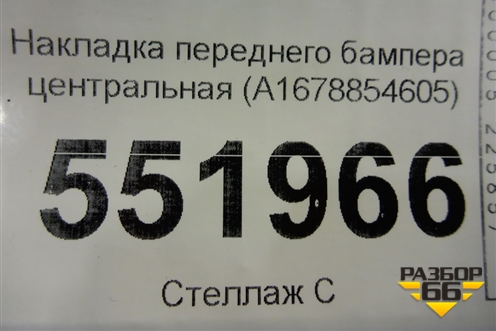 Накладка переднего бампера
центральная (A1678854605)
551966
Стеллаж С
РАЗБОР
66